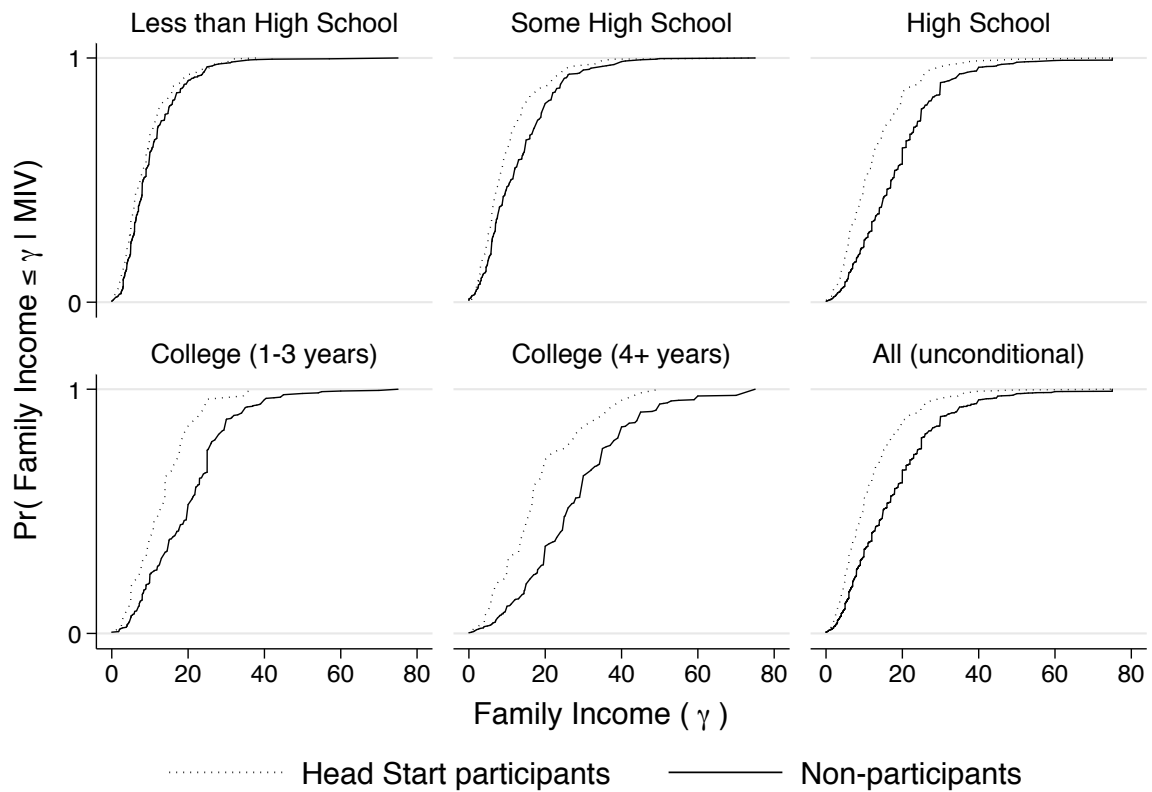 Less than High School
Some High School
High School
1
0
College (1-3 years)
College (4+ years)
All (unconditional)
1
0
Pr( Family Income ≤ γ | MIV)
0 20 40 60 80
0 20 40 60 80
0 20 40 60 80
Family Income ( γ )
Head Start participants
Non-participants